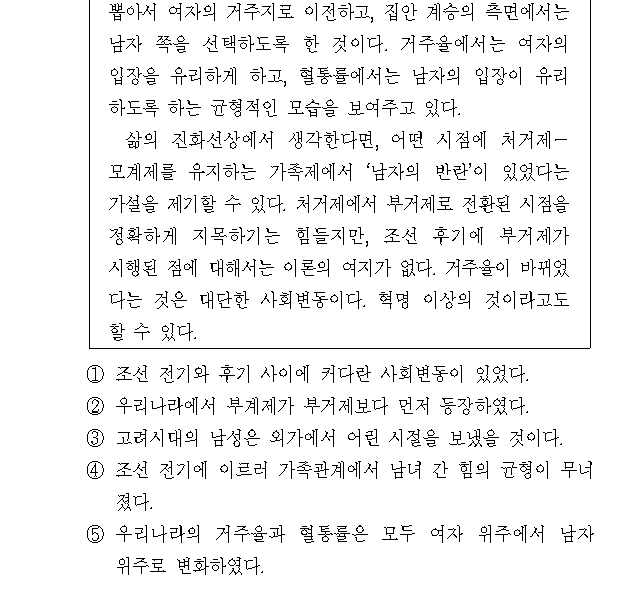 뽑아서 여자의 거주지로 이전하고, 집안 계승의 측면에서는
남자 쪽을 선택하도록 한 것이다. 거주율에서는 여자의
입장을 유리하게 하고, 혈통률에서는 남자의 입장이 유리
하도록 하는 균형적인 모습을 보여주고 있다.
삶의 진화선상에서 생각한다면, 어떤 시점에 처거제－
모계제를 유지하는 가족제에서 ‘남자의 반란’이 있었다는
가설을 제기할 수 있다. 처거제에서 부거제로 전환된 시점을
정확하게 지목하기는 힘들지만, 조선 후기에 부거제가
시행된 점에 대해서는 이론의 여지가 없다. 거주율이 바뀌었
다는 것은 대단한 사회변동이다. 혁명 이상의 것이라고도
할 수 있다.
① 조선 전기와 후기 사이에 커다란 사회변동이 있었다.
② 우리나라에서 부계제가 부거제보다 먼저 등장하였다.
③ 고려시대의 남성은 외가에서 어린 시절을 보냈을 것이다.
④ 조선 전기에 이르러 가족관계에서 남녀 간 힘의 균형이 무너
졌다.
⑤ 우리나라의 거주율과 혈통률은 모두 여자 위주에서 남자
위주로 변화하였다.